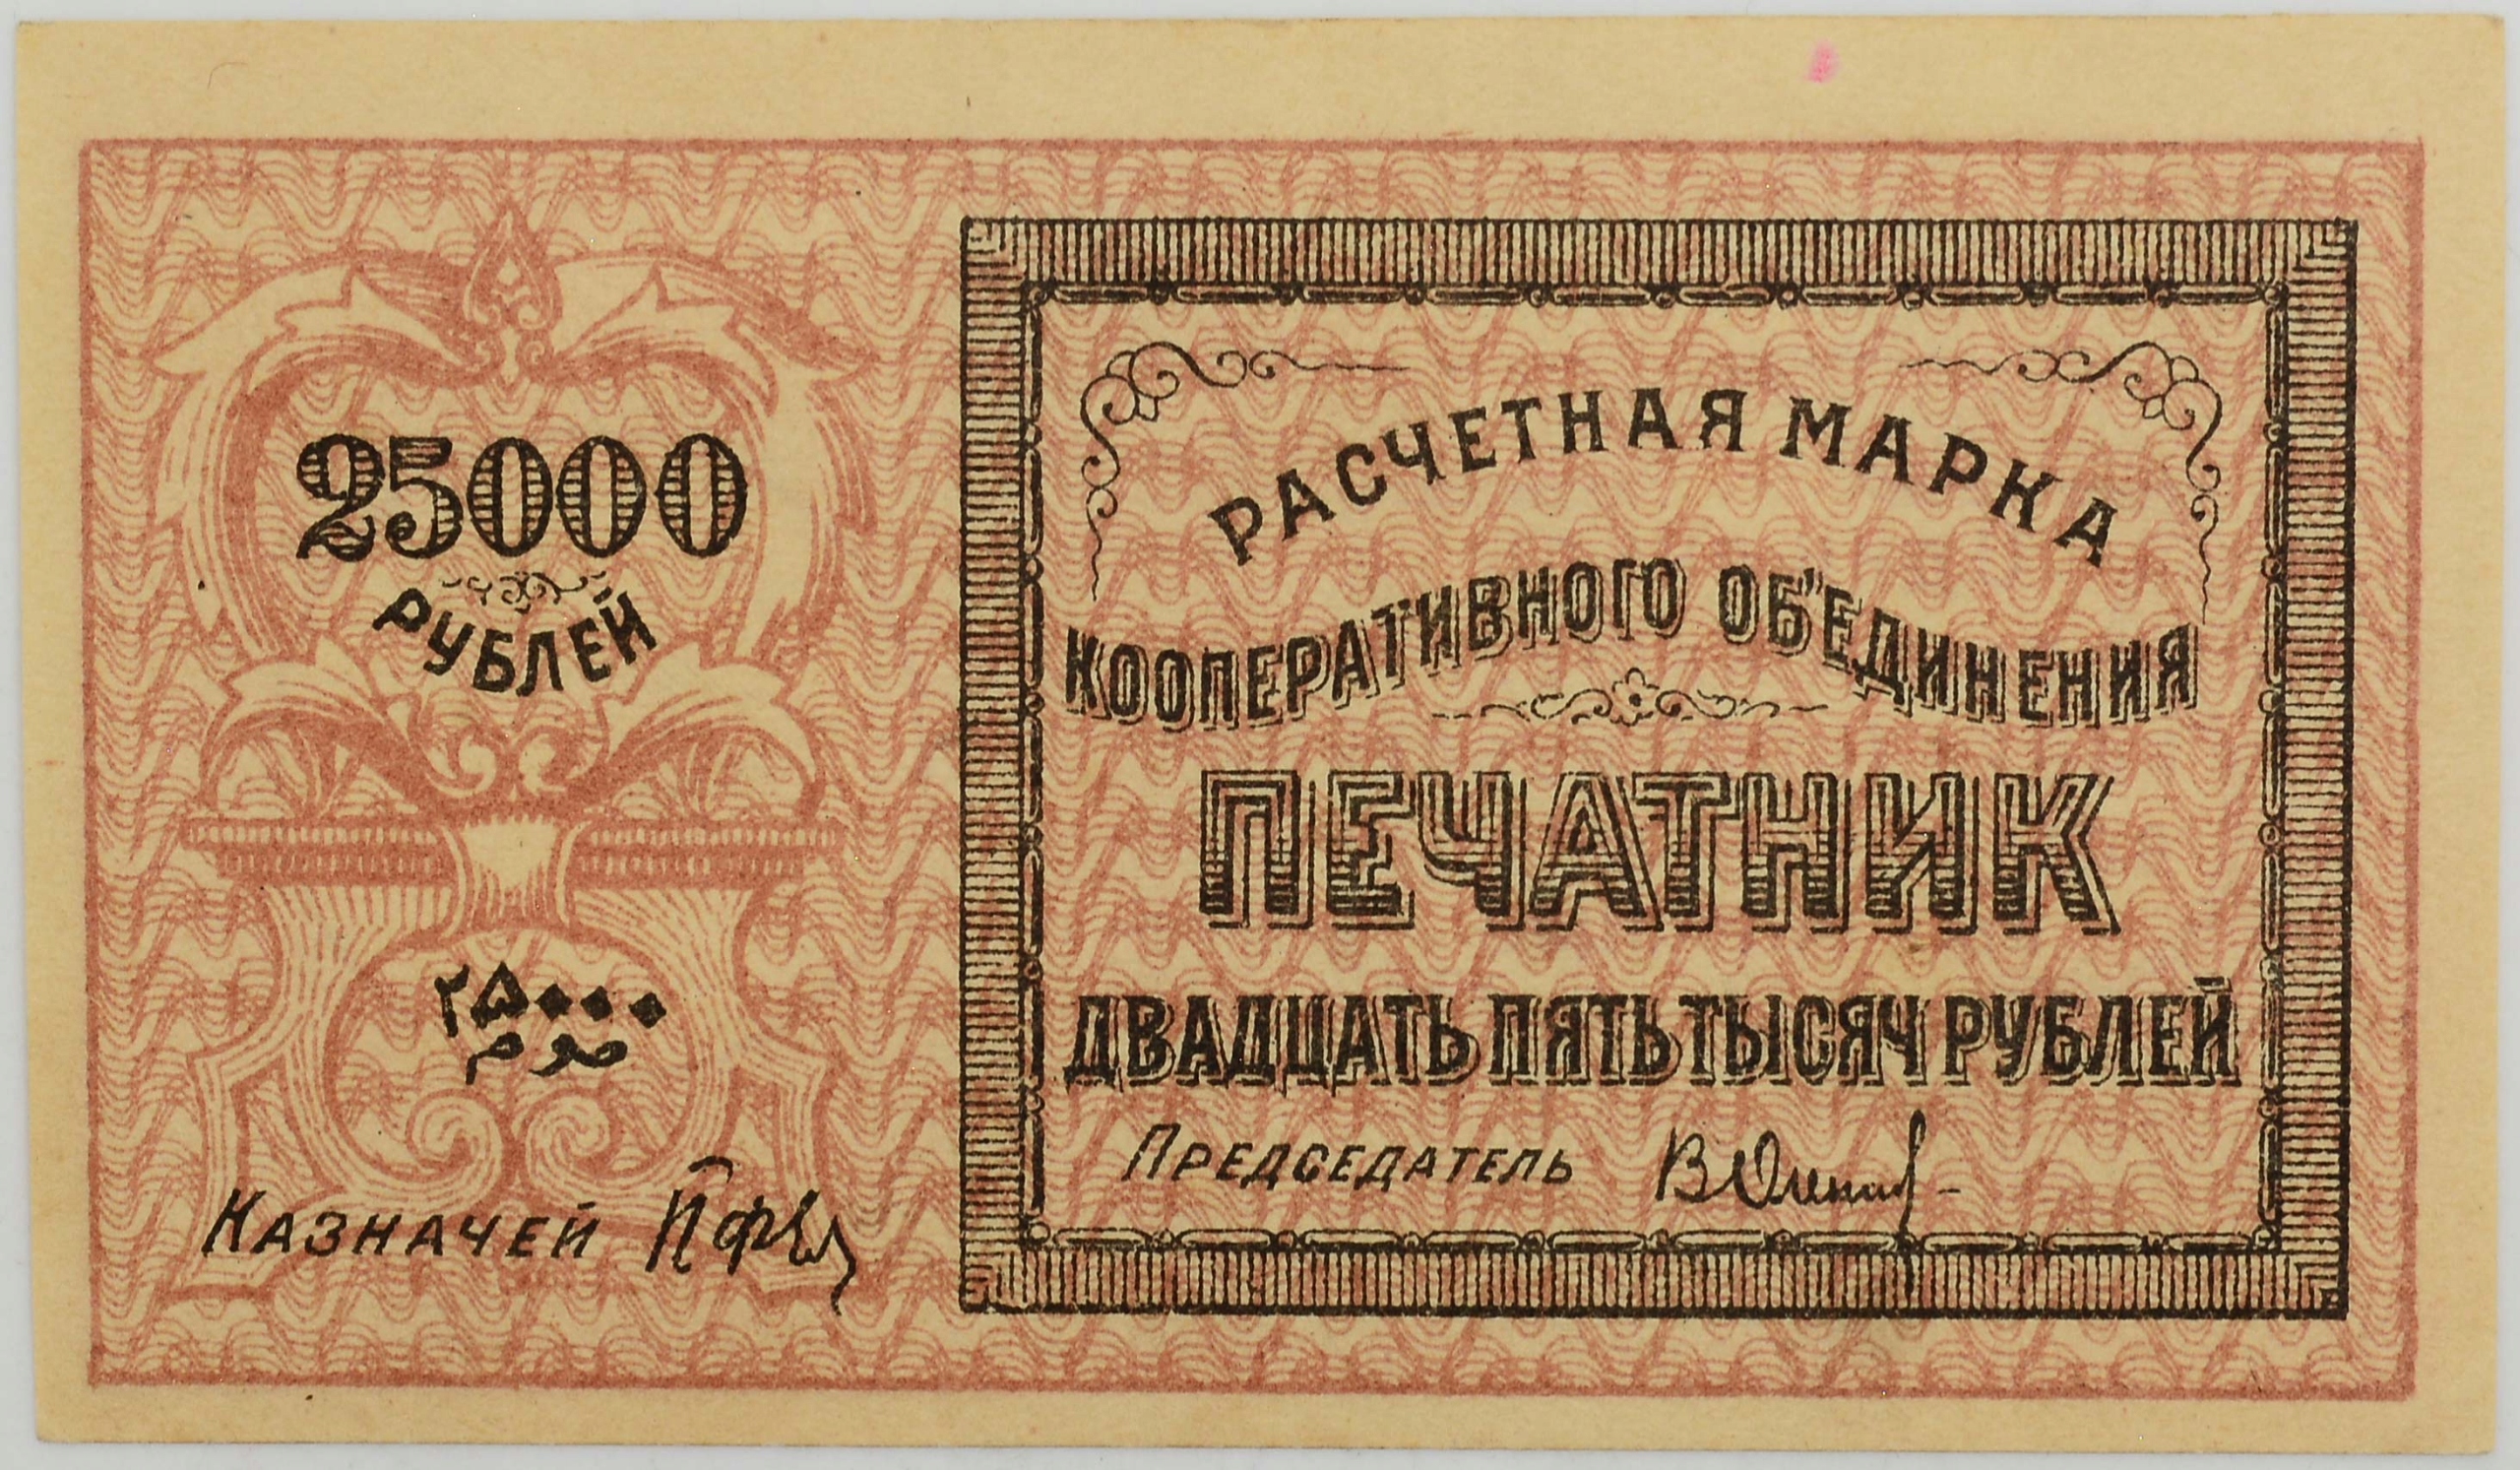 25000
РУБЛЕЙ
۲۵۰۰۰
صوم
КАЗНАЧЕЙ
РАСЧЕТНАЯ МАРКА
КООПЕРАТИВНОГО ОБ"ЕДИНЕНИЯ
ПЕЧАТНИК
ДВАДЦАТЬ ПЯТЬ ТЫСЯЧ РУБЛЕЙ
ПРЕДСЕДАТЕЛЬ